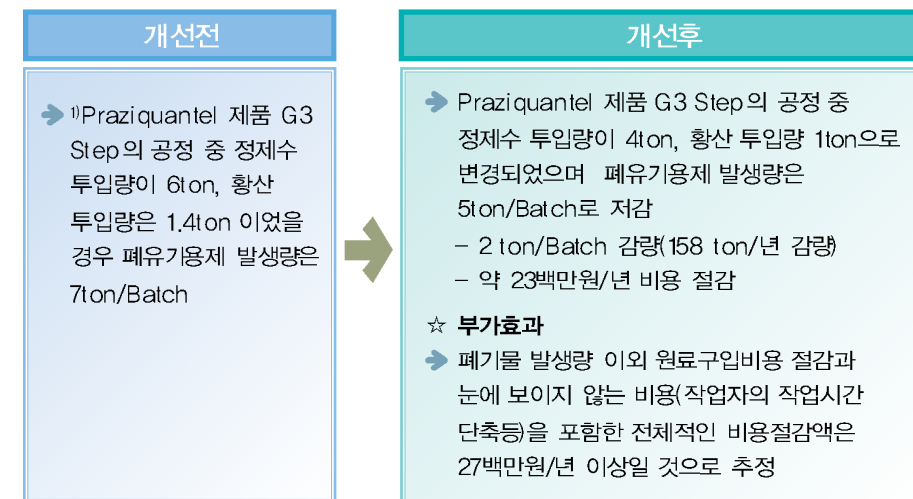 개선전
¹⁾Praziquantel 제품 G3
Step의 공정 중 정제수
투입량이 6ton, 황산
투입량은 1.4ton 이었을
경우 폐유기용제 발생량은
7ton/Batch
개선후
Praziquantel 제품 G3 Step의 공정 중
정제수 투입량이 4ton, 황산 투입량 1ton으로
변경되었으며 폐유기용제 발생량은
5ton/Batch로 저감
– 2 ton/Batch 감량(158 ton/년 감량)
– 약 23백만원/년 비용 절감
☆ 부가효과
폐기물 발생량 이외 원료구입비용 절감과
눈에 보이지 않는 비용(작업자의 작업시간
단축등)을 포함한 전체적인 비용절감액은
27백만원/년 이상일 것으로 추정